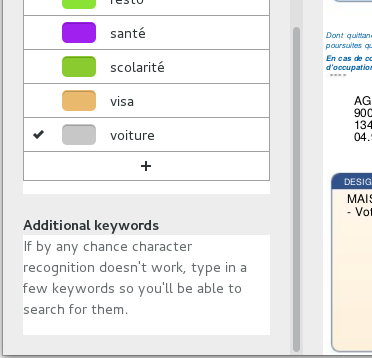 resto
santé
scolarité
visa
voiture
+
Additional keywords
If by any chance character
recognition doesn't work, type in a
few keywords so you'll be able to
search for them.
Dont quittanc
poursuites qu
En cas de co
d'occupation
****
AG
900
134
04.
DESIG
MAIS
- Vot